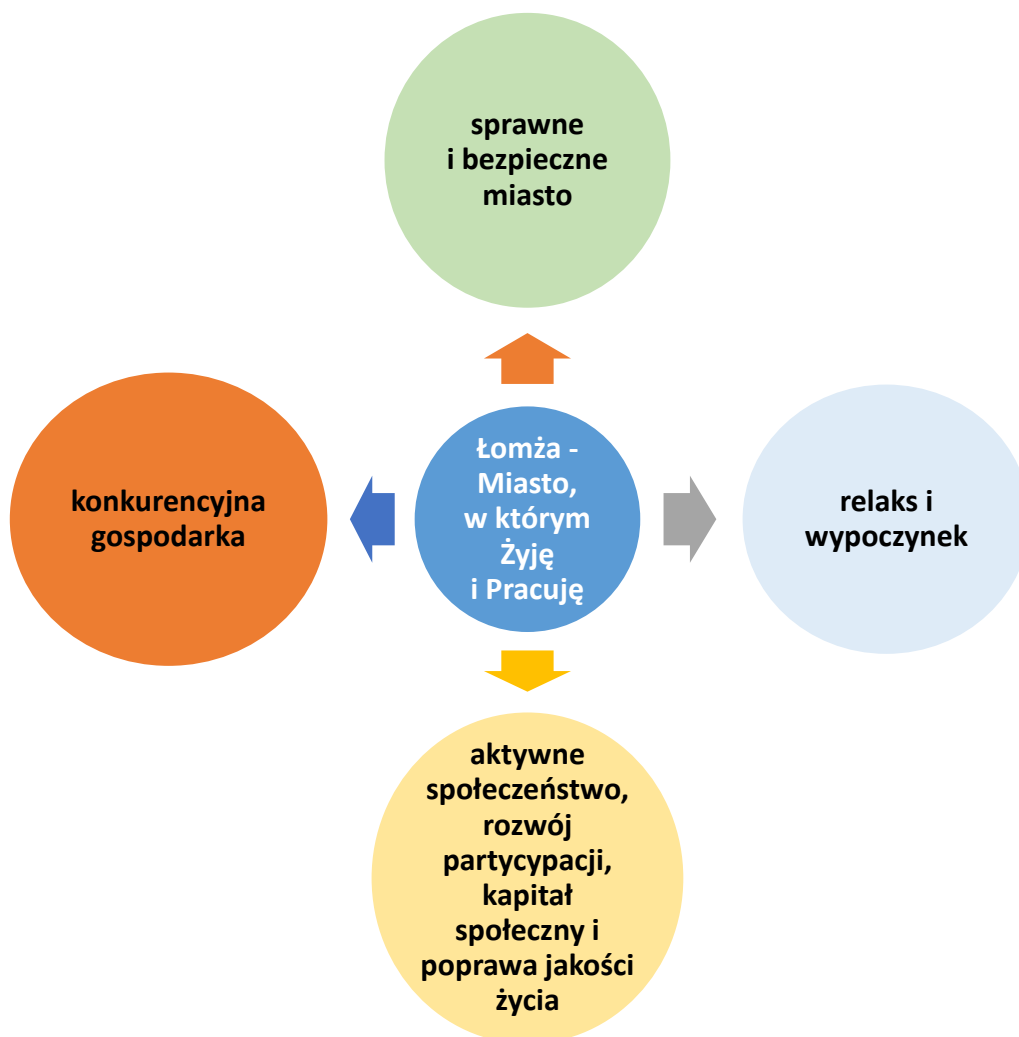 sprawne
i bezpieczne
miasto
konkurencyjna
gospodarka
Łomża -
Miasto,
w którym
Żyję
i Pracuję
relaks i
wypoczynek
aktywne
społeczeństwo,
rozwój
partycypacji,
kapitał
społeczny i
poprawa jakości
życia